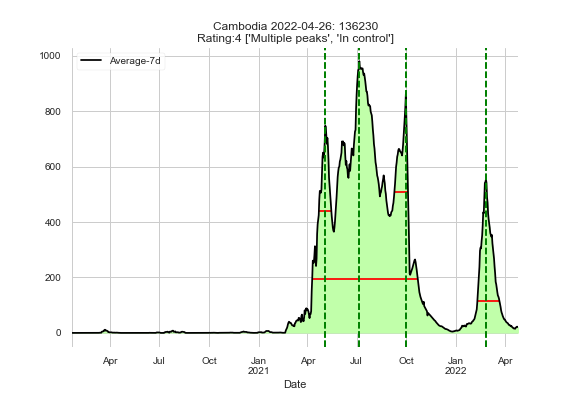 Cambodia 2022-04-26: 136230
Rating:4 ['Multiple peaks', 'In control']
Average-7d
1000
800
600
400
200
0
Apr Jul Oct Jan Apr Jul Oct Jan Apr
2021 2022
Date